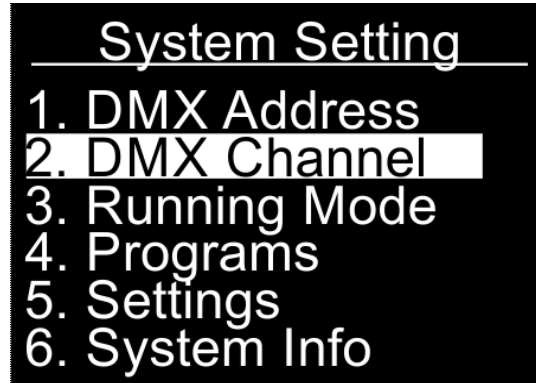 System Setting
1. DMX Address
2. DMX Channel
3. Running Mode
4. Programs
5. Settings
6. System Info